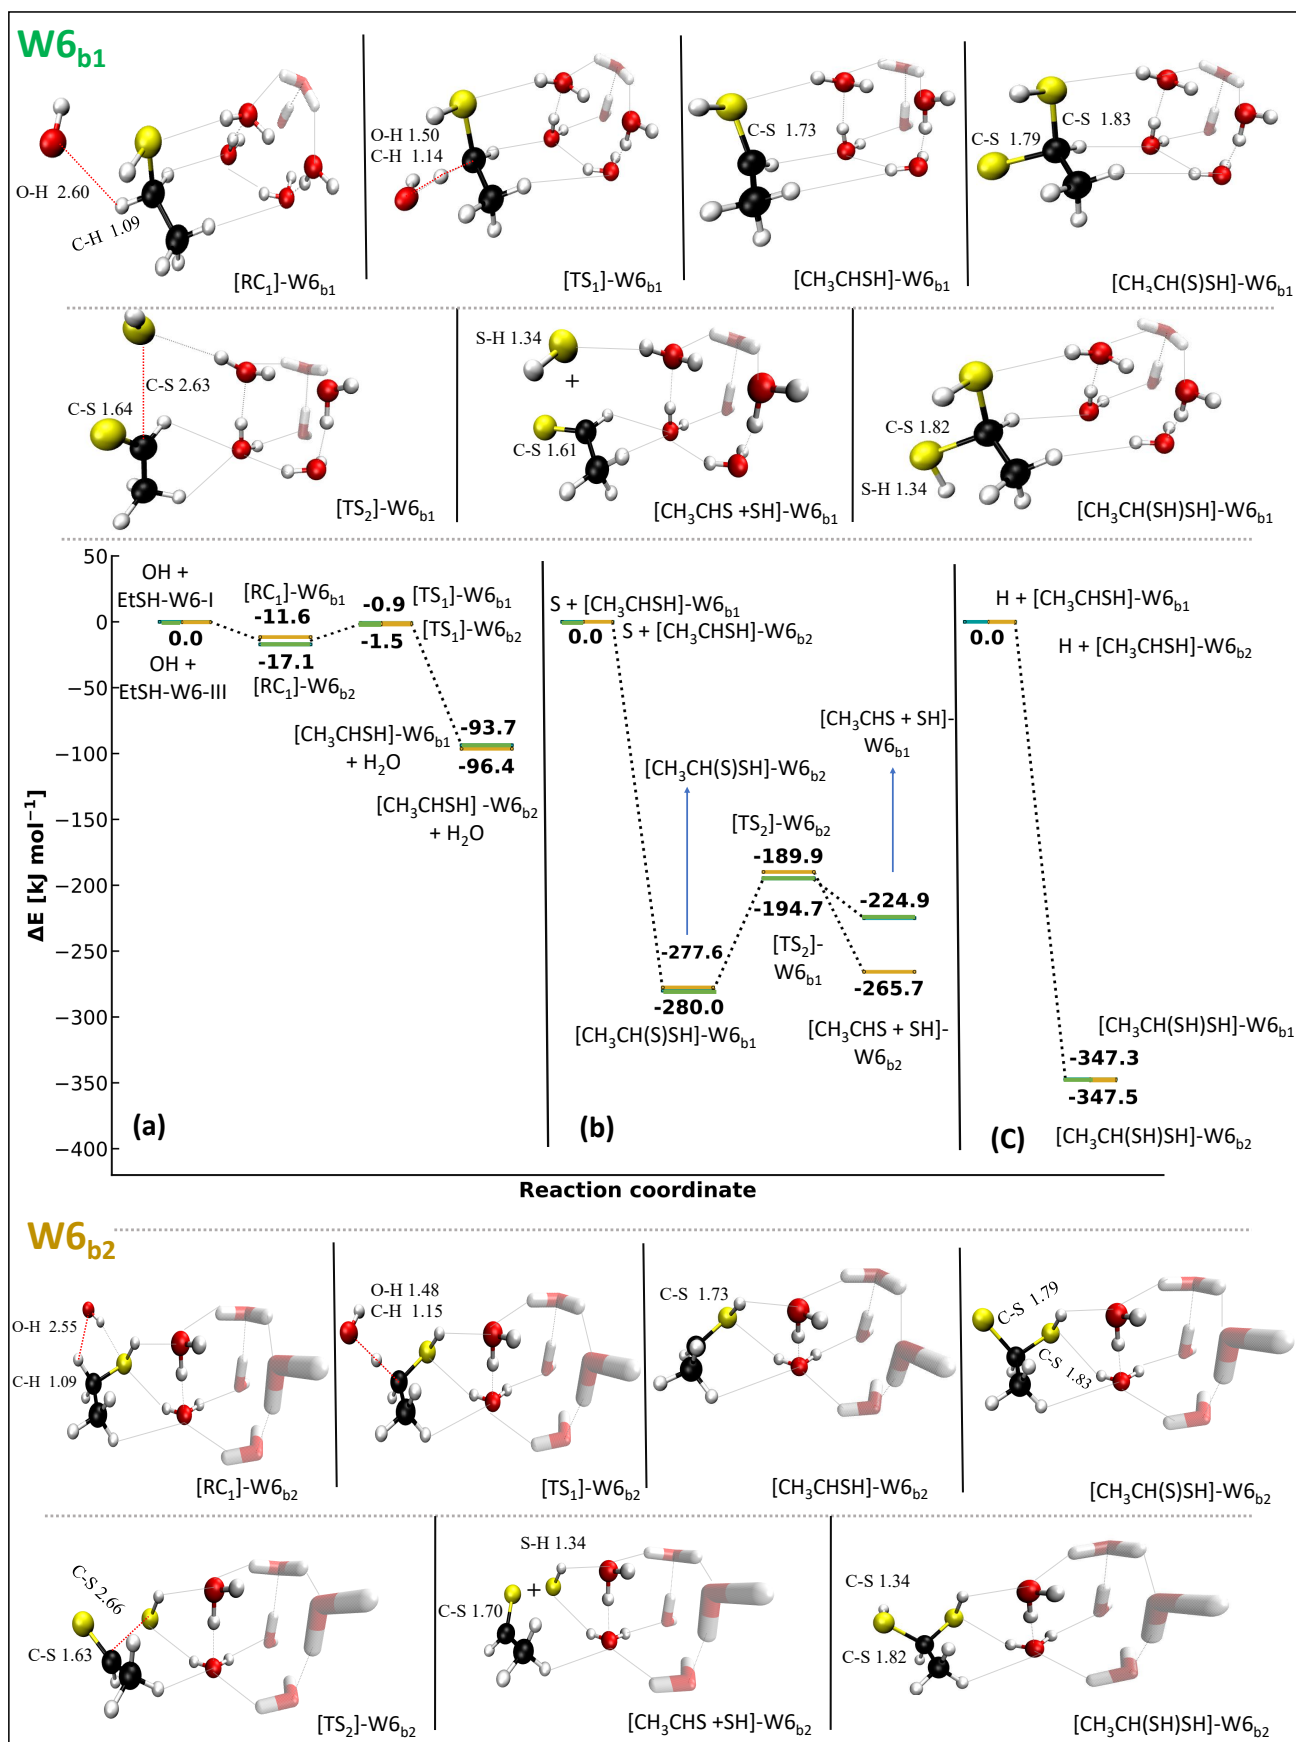 W6b1
O-H 2.60
C-H 1.09
[RC1]-W6b1
O-H 1.50
C-H 1.14
[TS1]-W6b1
C-S 1.73
[CH3CHSH]-W6b1
C-S 1.83
C-S 1.79
[CH3CH(S)SH]-W6b1
C-S 2.63
C-S 1.64
[TS2]-W6b1
S-H 1.34
+
C-S 1.61
[CH3CHS +SH]-W6b1
C-S 1.82
S-H 1.34
[CH3CH(SH)SH]-W6b1
ΔE [kJ mol−1]
50
0
−50
−100
−150
−200
−250
−300
−350
−400
OH +
EtSH-W6-I
0.0
OH +
EtSH-W6-III
[RC1]-W6b1
-11.6
-17.1
[RC1]-W6b2
-0.9
[TS1]-W6b1
-1.5
[TS1]-W6b2
[CH3CHSH]-W6b1
+ H2O
-93.7
-96.4
[CH3CHSH] -W6b2
+ H2O
(a)
S + [CH3CHSH]-W6b1
0.0
S + [CH3CHSH]-W6b2
[CH3CH(S)SH]-W6b2
-277.6
-280.0
[CH3CH(S)SH]-W6b1
[TS2]-W6b2
-189.9
-194.7
[TS2]-
W6b1
[CH3CHS + SH]-
W6b1
-224.9
-265.7
[CH3CHS + SH]-
W6b2
(b)
H + [CH3CHSH]-W6b1
0.0
H + [CH3CHSH]-W6b2
[CH3CH(SH)SH]-W6b1
-347.3
-347.5
[CH3CH(SH)SH]-W6b2
(C)
Reaction coordinate
W6b2
O-H 2.55
C-H 1.09
[RC1]-W6b2
O-H 1.48
C-H 1.15
[TS1]-W6b2
C-S 1.73
[CH3CHSH]-W6b2
C-S 1.79
C-S 1.83
[CH3CH(S)SH]-W6b2
C-S 2.66
C-S 1.63
[TS2]-W6b2
S-H 1.34
+
C-S 1.70
[CH3CHS +SH]-W6b2
C-S 1.34
C-S 1.82
[CH3CH(SH)SH]-W6b2